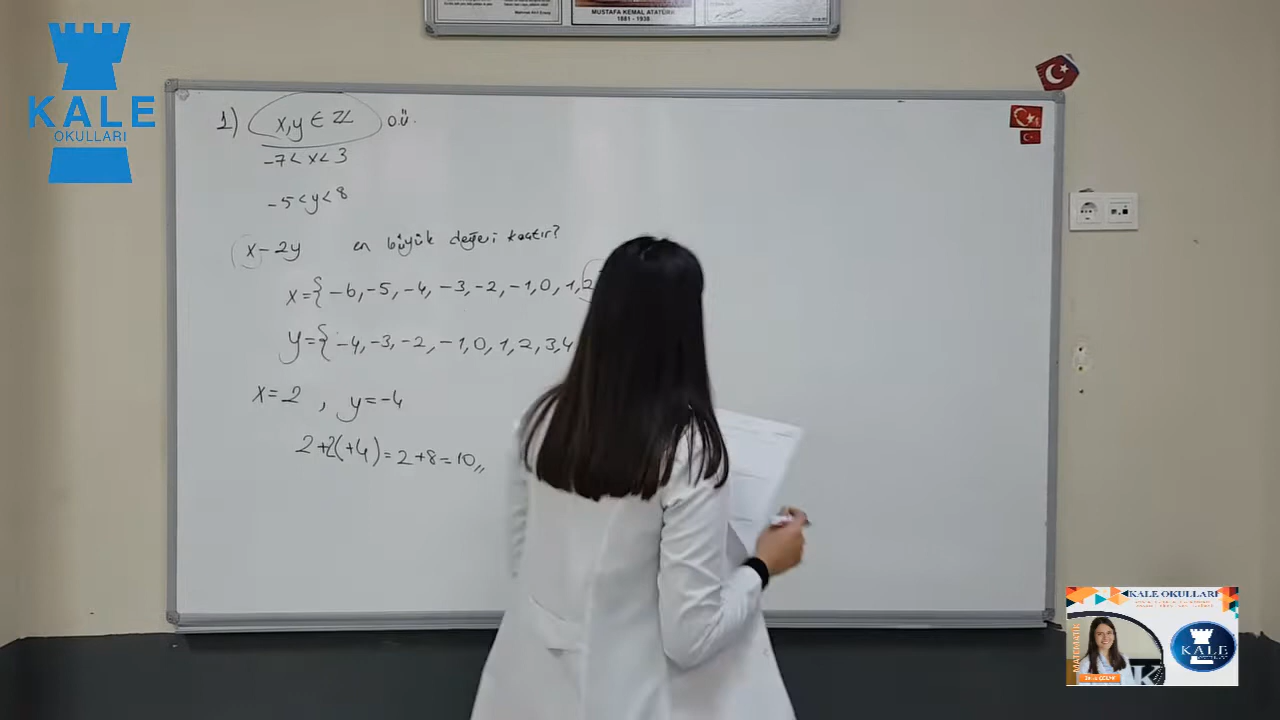 MUSTAFA KEMAL ATATÜRK
1881 - 1938
KALE
OKULLARI
1) x,y ∈ ℤ o.ü.
-7 < x < 3
-5 < y < 8
x - 2y en büyük değeri kaçtır?
x = { -6, -5, -4, -3, -2, -1, 0, 1, 2
y = { -4, -3, -2, -1, 0, 1, 2, 3, 4
x = 2 , y = -4
2 + 2(+4) = 2 + 8 = 10,,
KALE OKULLARI
MATEMATİK
KALE